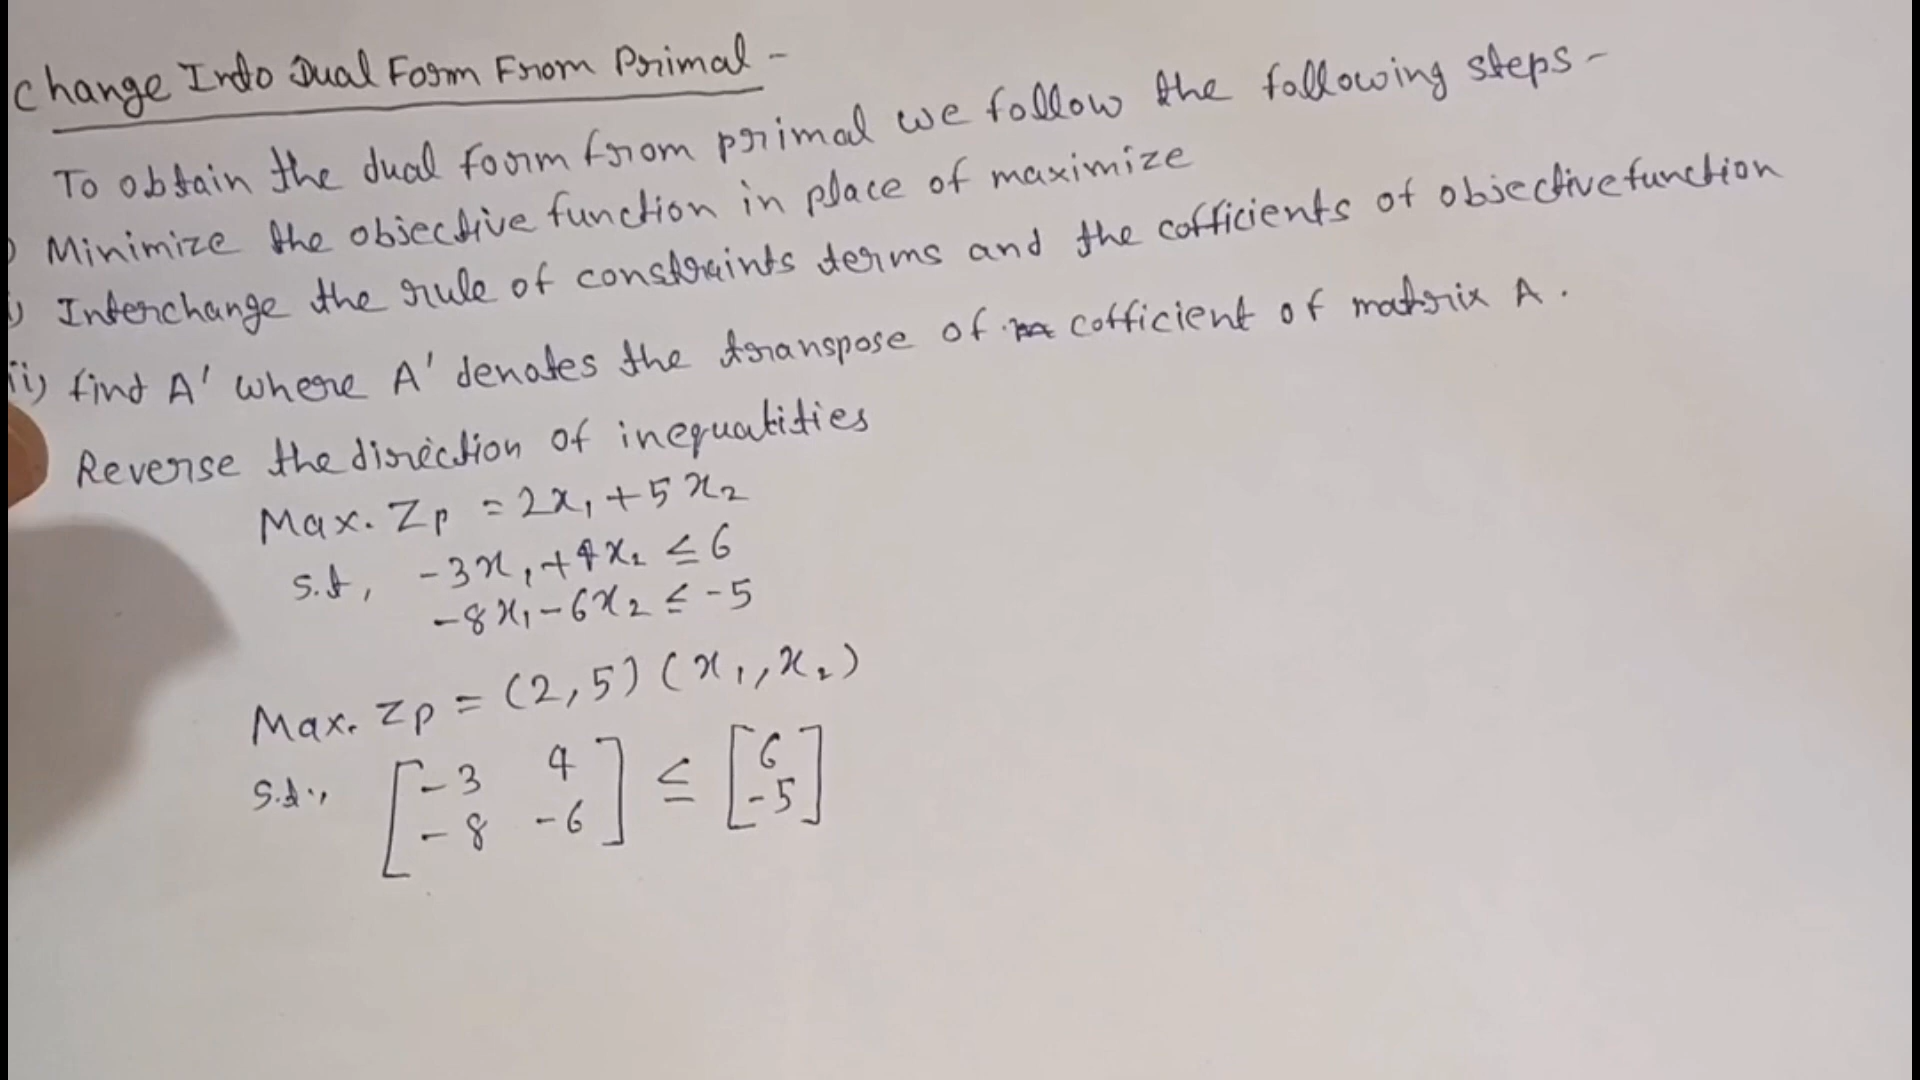 Change Into Dual Form From Primal -
To obtain the dual form from primal we follow the following steps -
) Minimize the objective function in place of maximize
i) Interchange the rule of constraints terms and the cofficients of objective function
ii) find A' where A' denotes the transpose of cofficient of matrix A.
Reverse the direction of inequatities
Max. Zp = 2x₁ + 5x₂
s.t, -3x₁ + 4x₂ ≤ 6
-8x₁ - 6x₂ ≤ -5
Max. Zp = (2, 5) (x₁, x₂)
s.t., [-3 4] ≤ [6]
[-8 -6] [-5]